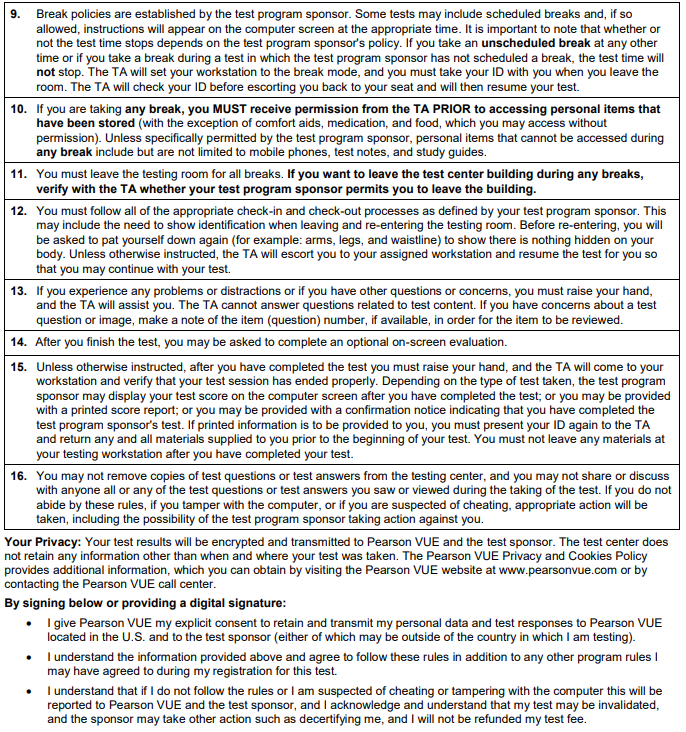 9. Break policies are established by the test program sponsor. Some tests may include scheduled breaks and, if so
allowed, instructions will appear on the computer screen at the appropriate time. It is important to note that whether or
not the test time stops depends on the test program sponsor's policy. If you take an unscheduled break at any other
time or if you take a break during a test in which the test program sponsor has not scheduled a break, the test time will
not stop. The TA will set your workstation to the break mode, and you must take your ID with you when you leave the
room. The TA will check your ID before escorting you back to your seat and will then resume your test.
10. If you are taking any break, you MUST receive permission from the TA PRIOR to accessing personal items that
have been stored (with the exception of comfort aids, medication, and food, which you may access without
permission). Unless specifically permitted by the test program sponsor, personal items that cannot be accessed during
any break include but are not limited to mobile phones, test notes, and study guides.
11. You must leave the testing room for all breaks. If you want to leave the test center building during any breaks,
verify with the TA whether your test program sponsor permits you to leave the building.
12. You must follow all of the appropriate check-in and check-out processes as defined by your test program sponsor. This
may include the need to show identification when leaving and re-entering the testing room. Before re-entering, you will
be asked to pat yourself down again (for example: arms, legs, and waistline) to show there is nothing hidden on your
body. Unless otherwise instructed, the TA will escort you to your assigned workstation and resume the test for you so
that you may continue with your test.
13. If you experience any problems or distractions or if you have other questions or concerns, you must raise your hand,
and the TA will assist you. The TA cannot answer questions related to test content. If you have concerns about a test
question or image, make a note of the item (question) number, if available, in order for the item to be reviewed.
14. After you finish the test, you may be asked to complete an optional on-screen evaluation.
15. Unless otherwise instructed, after you have completed the test you must raise your hand, and the TA will come to your
workstation and verify that your test session has ended properly. Depending on the type of test taken, the test program
sponsor may display your test score on the computer screen after you have completed the test; or you may be provided
with a printed score report; or you may be provided with a confirmation notice indicating that you have completed the
test program sponsor's test. If printed information is to be provided to you, you must present your ID again to the TA
and return any and all materials supplied to you prior to the beginning of your test. You must not leave any materials at
your testing workstation after you have completed your test.
16. You may not remove copies of test questions or test answers from the testing center, and you may not share or discuss
with anyone all or any of the test questions or test answers you saw or viewed during the taking of the test. If you do not
abide by these rules, if you tamper with the computer, or if you are suspected of cheating, appropriate action will be
taken, including the possibility of the test program sponsor taking action against you.
Your Privacy: Your test results will be encrypted and transmitted to Pearson VUE and the test sponsor. The test center does
not retain any information other than when and where your test was taken. The Pearson VUE Privacy and Cookies Policy
provides additional information, which you can obtain by visiting the Pearson VUE website at www.pearsonvue.com or by
contacting the Pearson VUE call center.
By signing below or providing a digital signature:
• I give Pearson VUE my explicit consent to retain and transmit my personal data and test responses to Pearson VUE
located in the U.S. and to the test sponsor (either of which may be outside of the country in which I am testing).
• I understand the information provided above and agree to follow these rules in addition to any other program rules I
may have agreed to during my registration for this test.
• I understand that if I do not follow the rules or I am suspected of cheating or tampering with the computer this will be
reported to Pearson VUE and the test sponsor, and I acknowledge and understand that my test may be invalidated,
and the sponsor may take other action such as decertifying me, and I will not be refunded my test fee.